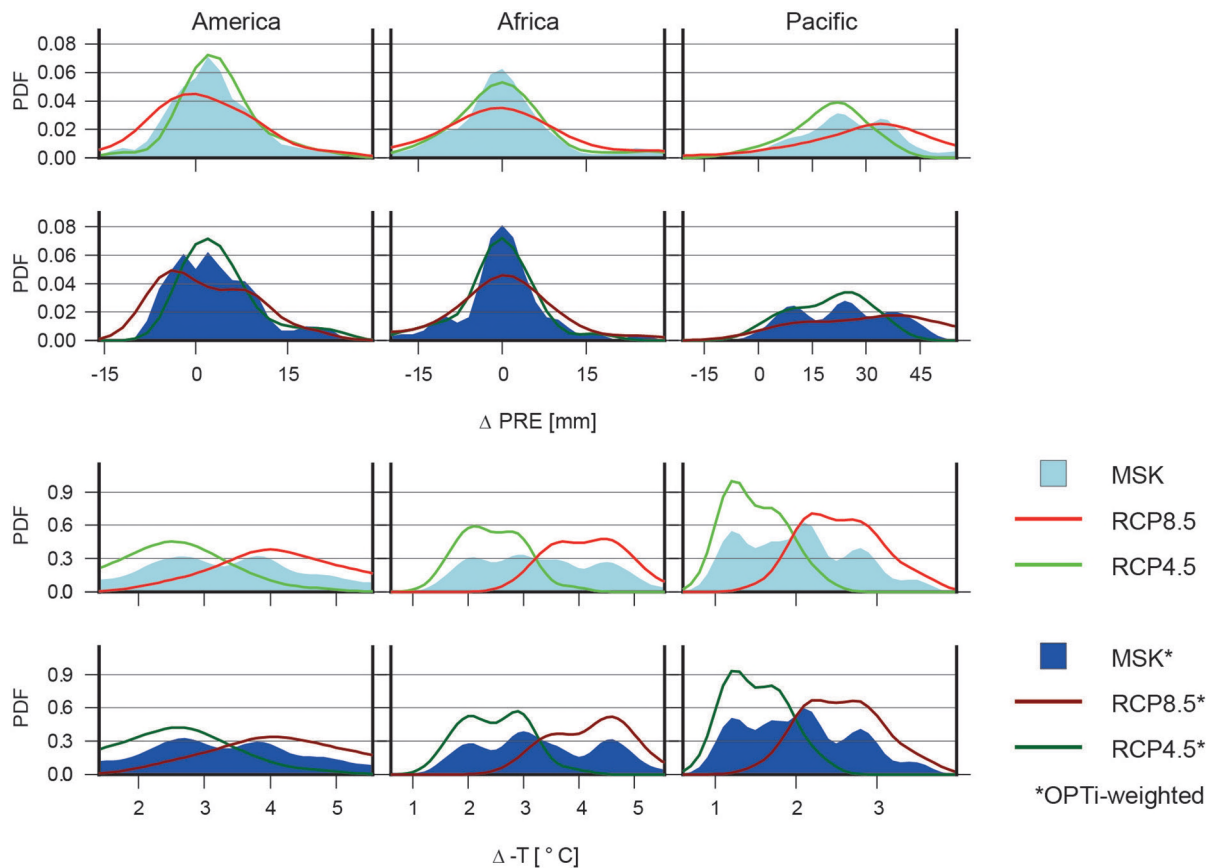 America Africa Pacific
PDF
0.08
0.06
0.04
0.02
0.00
PDF
0.08
0.06
0.04
0.02
0.00
-15 0 15 -15 0 15 -15 0 15 30 45
Δ PRE [mm]
PDF
0.9
0.6
0.3
0.0
MSK
RCP8.5
RCP4.5
PDF
0.9
0.6
0.3
0.0
MSK*
RCP8.5*
RCP4.5*
*OPTi-weighted
2 3 4 5 1 2 3 4 5 1 2 3
Δ -T [ ° C]